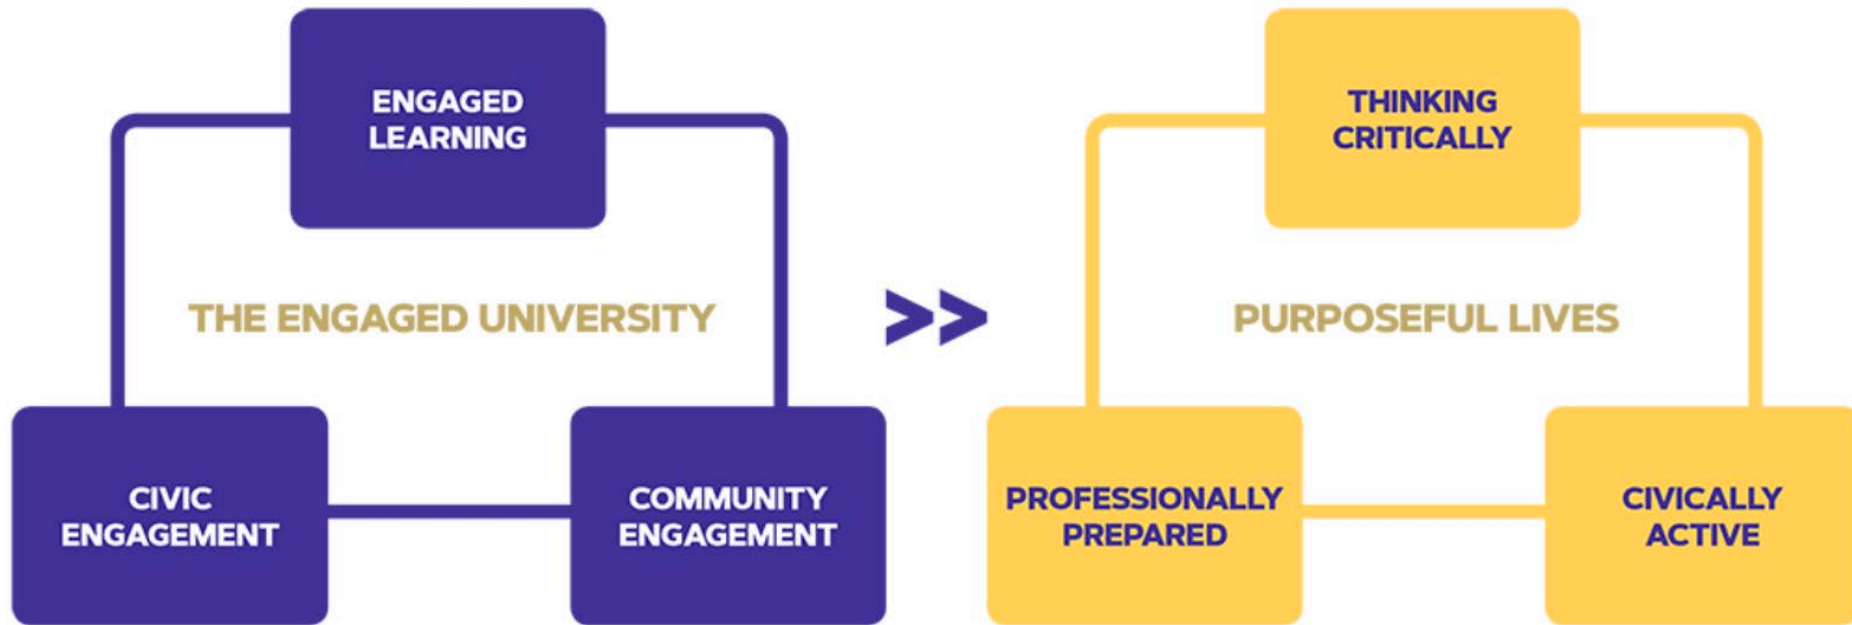 ENGAGED
LEARNING
THE ENGAGED UNIVERSITY
CIVIC
ENGAGEMENT
COMMUNITY
ENGAGEMENT
>>
THINKING
CRITICALLY
PURPOSEFUL LIVES
PROFESSIONALLY
PREPARED
CIVICALLY
ACTIVE